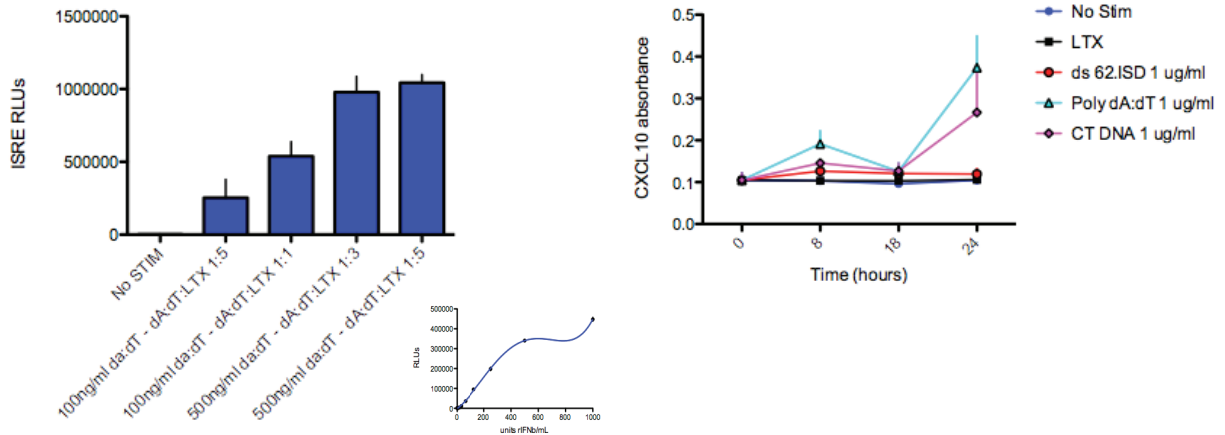 1500000
1000000
500000
0
ISRE RLUs
No STIM
100ng/ml da:dT - dA:dT:LTX 1:5
100ng/ml da:dT - dA:dT:LTX 1:1
500ng/ml da:dT - dA:dT:LTX 1:3
500ng/ml da:dT - dA:dT:LTX 1:5
500000
400000
300000
200000
100000
0
RLUs
0 200 400 600 800 1000
units rIFNb/mL
0.5
0.4
0.3
0.2
0.1
0.0
CXCL10 absorbance
0 8 18 24
Time (hours)
No Stim
LTX
ds 62.ISD 1 ug/ml
Poly dA:dT 1 ug/ml
CT DNA 1 ug/ml